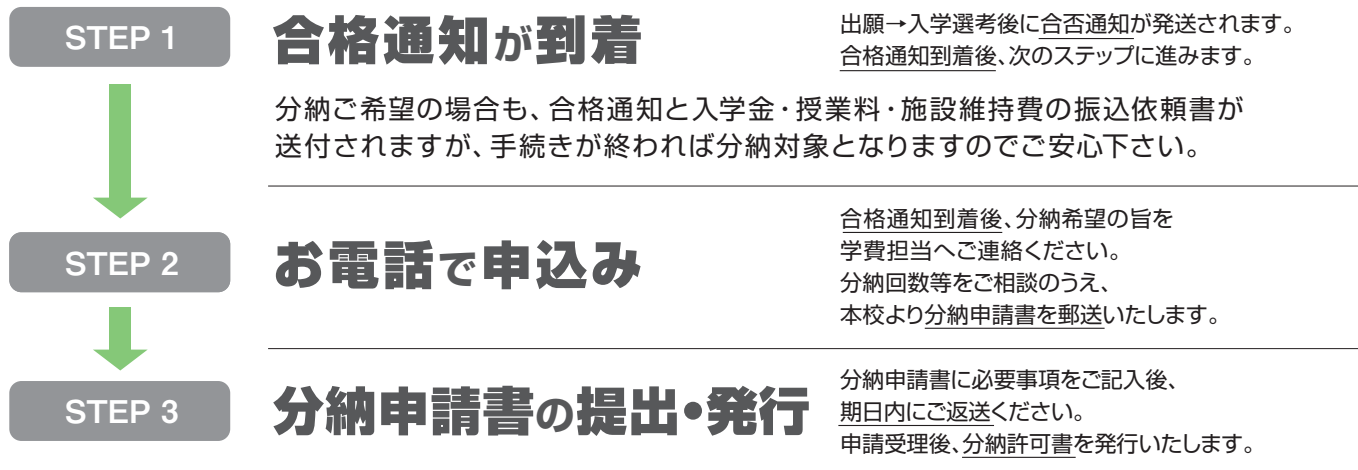 STEP 1
合格通知が到着
出願→入学選考後に合否通知が発送されます。
合格通知到着後、次のステップに進みます。
分納ご希望の場合も、合格通知と入学金・授業料・施設維持費の振込依頼書が
送付されますが、手続きが終われば分納対象となりますのでご安心下さい。
STEP 2
お電話で申込み
合格通知到着後、分納希望の旨を
学費担当へご連絡ください。
分納回数等をご相談のうえ、
本校より分納申請書を郵送いたします。
STEP 3
分納申請書の提出・発行
分納申請書に必要事項をご記入後、
期日内にご返送ください。
申請受理後、分納許可書を発行いたします。